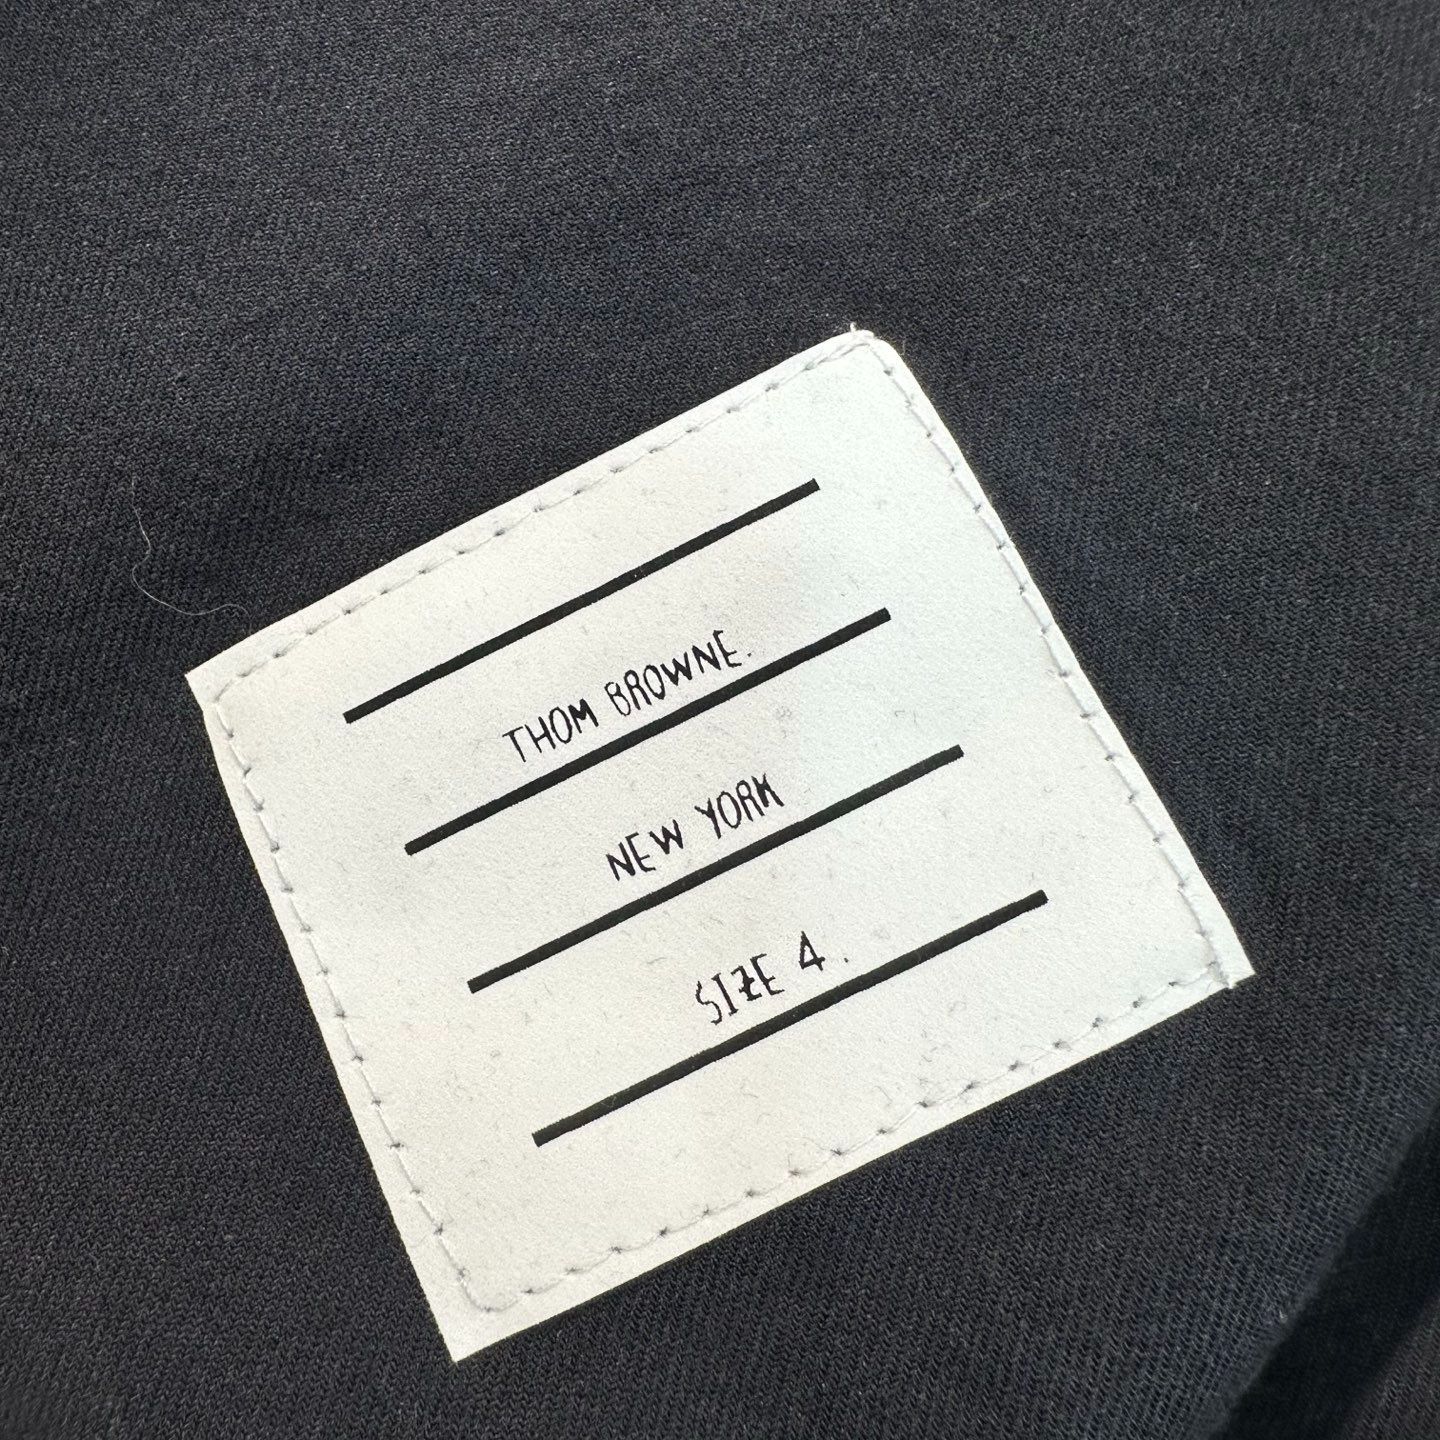 THOM BROWNE.
NEW YORK
SIZE 4.